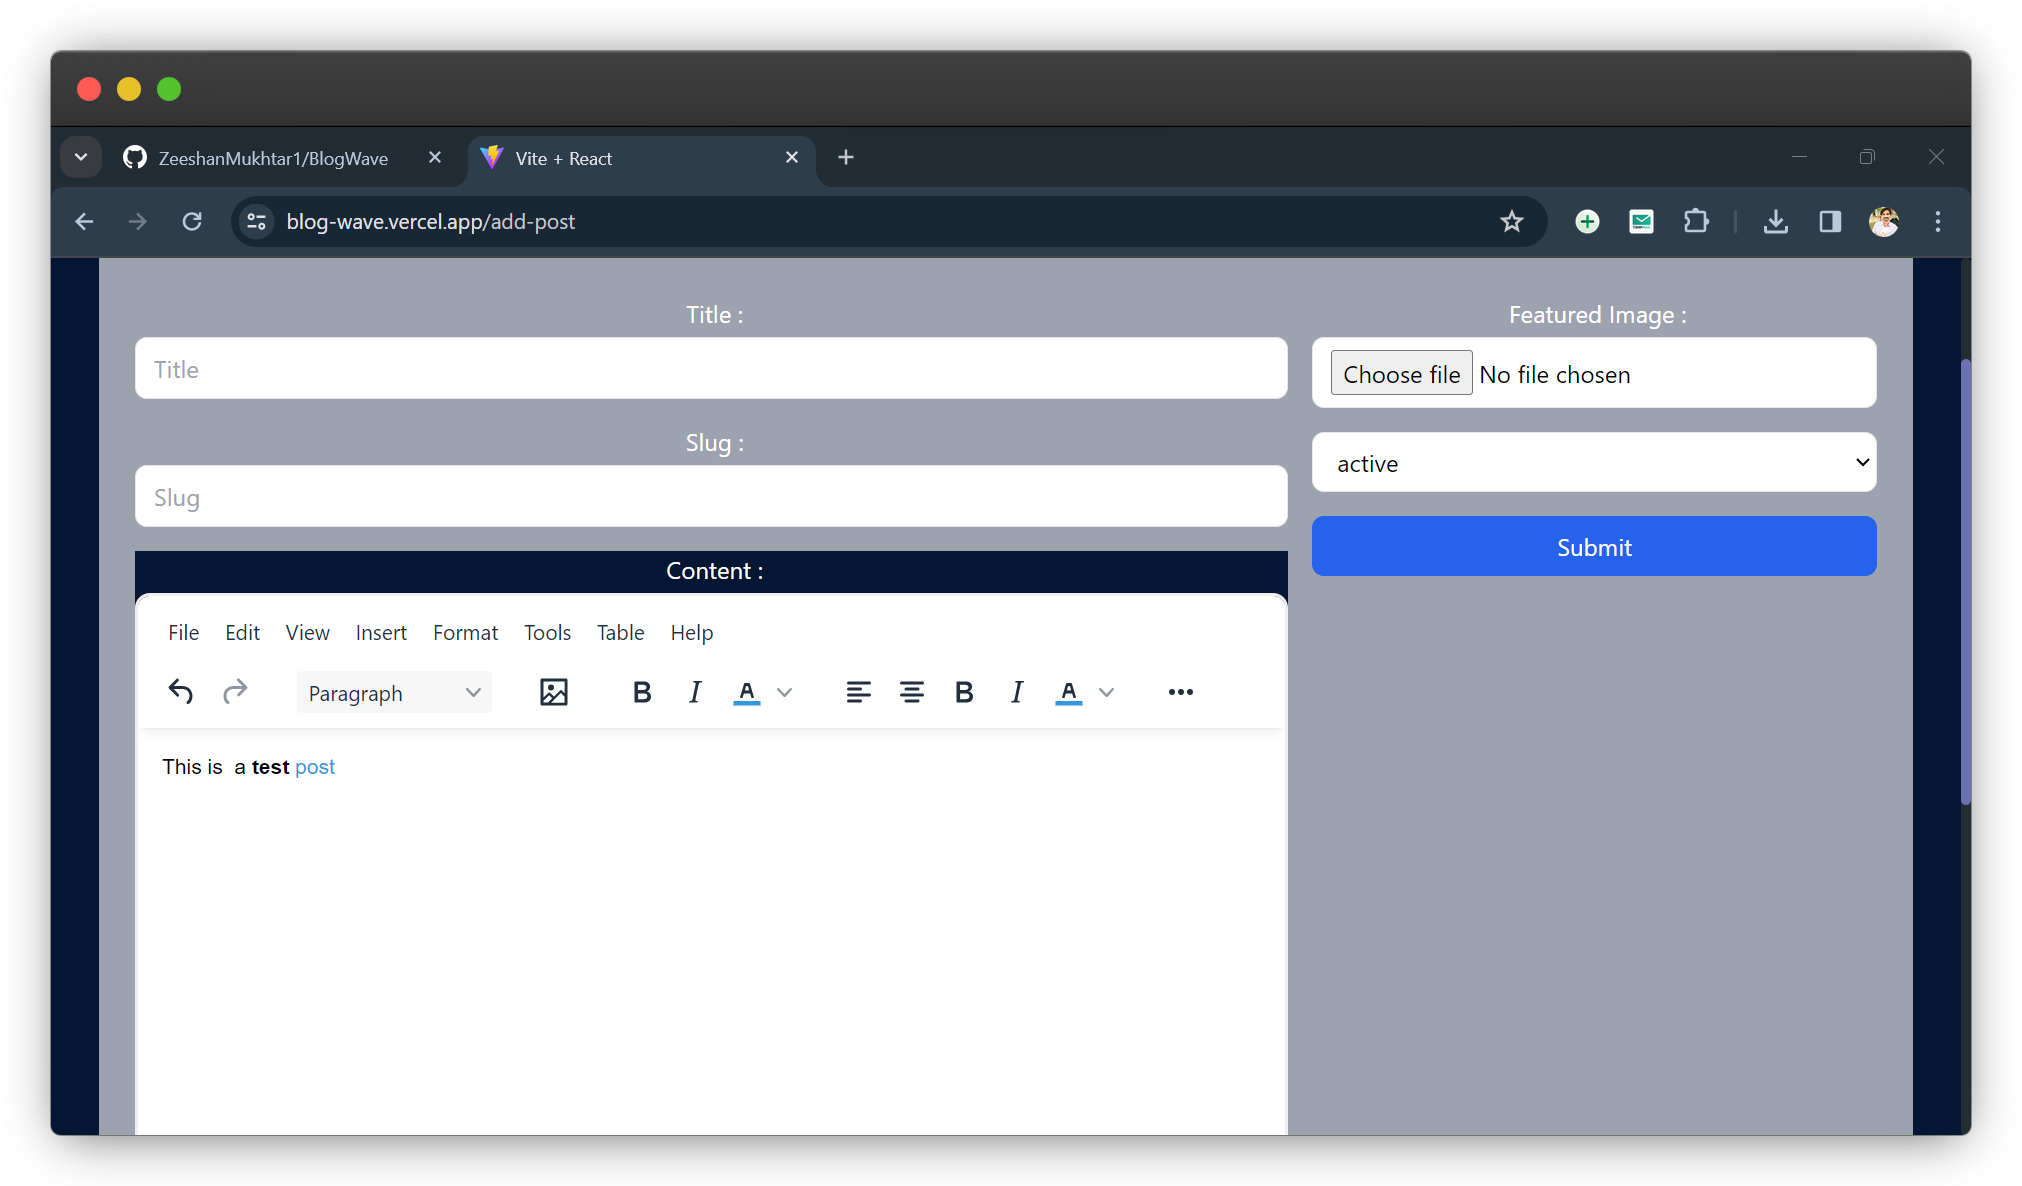 ZeeshanMukhtar1/BlogWave
Vite + React
blog-wave.vercel.app/add-post
Title :
Title
Slug :
Slug
Featured Image :
Choose file No file chosen
active
Submit
Content :
File Edit View Insert Format Tools Table Help
Paragraph B I A B I A
This is  a test post